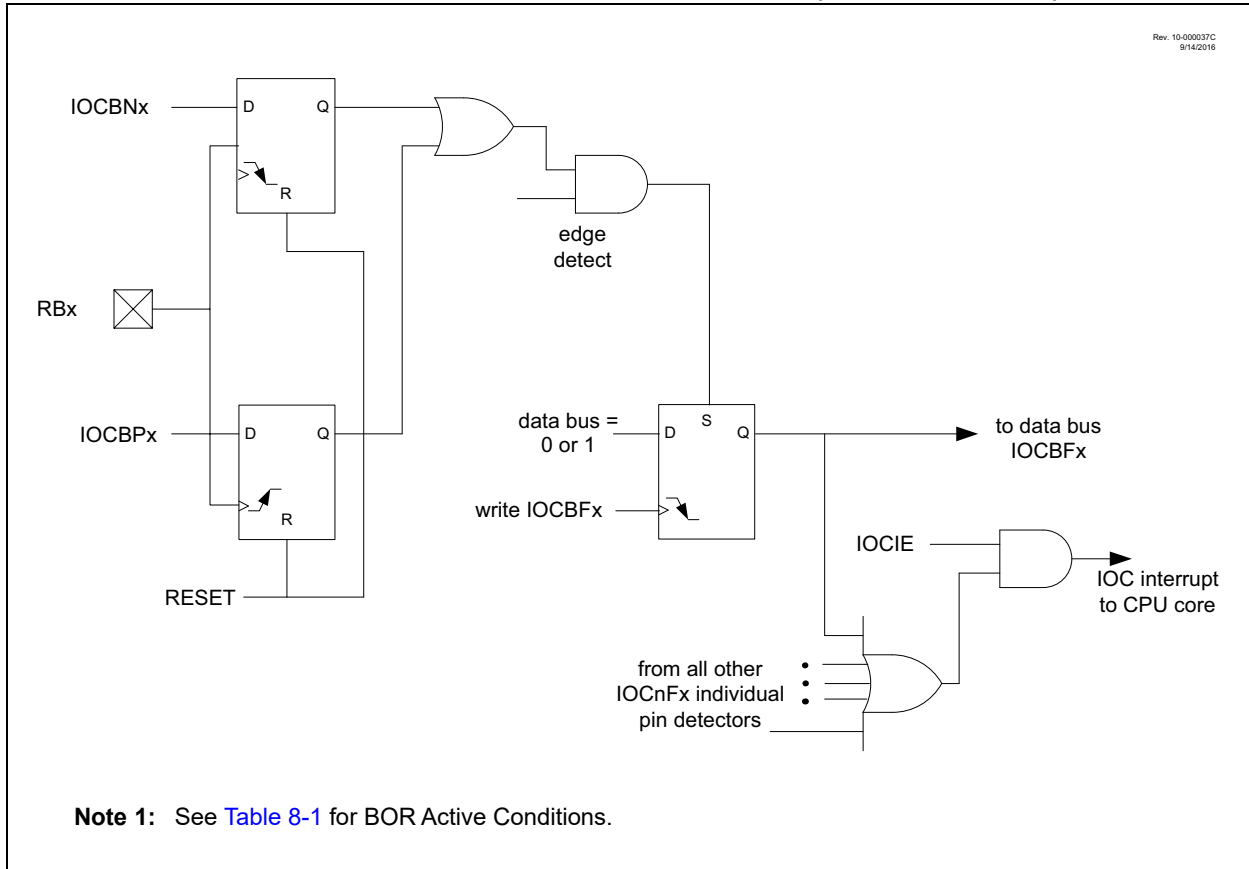 Rev. 10-000037C
9/14/2016
IOCBNx
D
Q
R
edge
detect
RBx
IOCBPx
D
Q
R
RESET
data bus =
0 or 1
D
S
Q
write IOCBFx
to data bus
IOCBFx
IOCIE
IOC interrupt
to CPU core
from all other
IOCnFx individual
pin detectors
Note 1: See Table 8-1 for BOR Active Conditions.